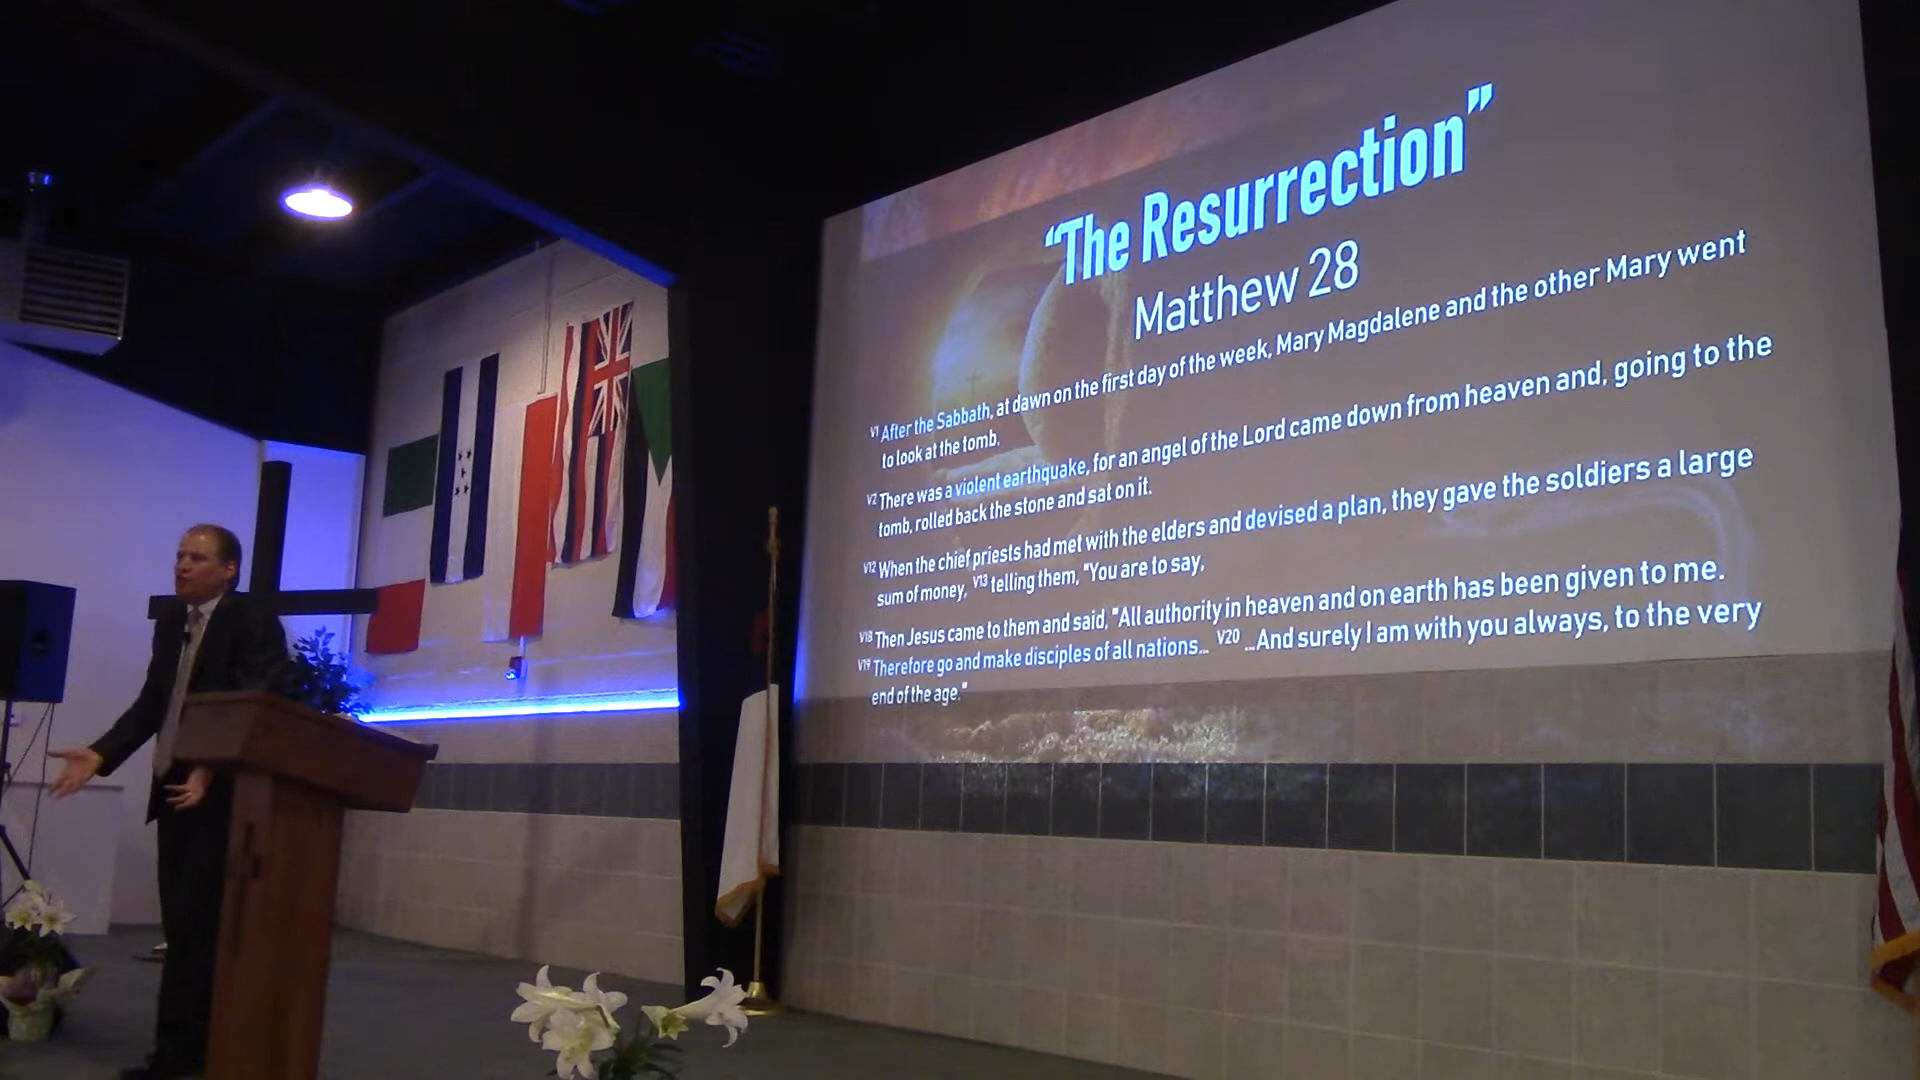 “The Resurrection”
Matthew 28
V1 After the Sabbath, at dawn on the first day of the week, Mary Magdalene and the other Mary went
to look at the tomb.
V2 There was a violent earthquake, for an angel of the Lord came down from heaven and, going to the
tomb, rolled back the stone and sat on it.
V12 When the chief priests had met with the elders and devised a plan, they gave the soldiers a large
sum of money, V13 telling them, "You are to say,
V18 Then Jesus came to them and said, "All authority in heaven and on earth has been given to me.
V19 Therefore go and make disciples of all nations... V20 ...And surely I am with you always, to the very
end of the age."